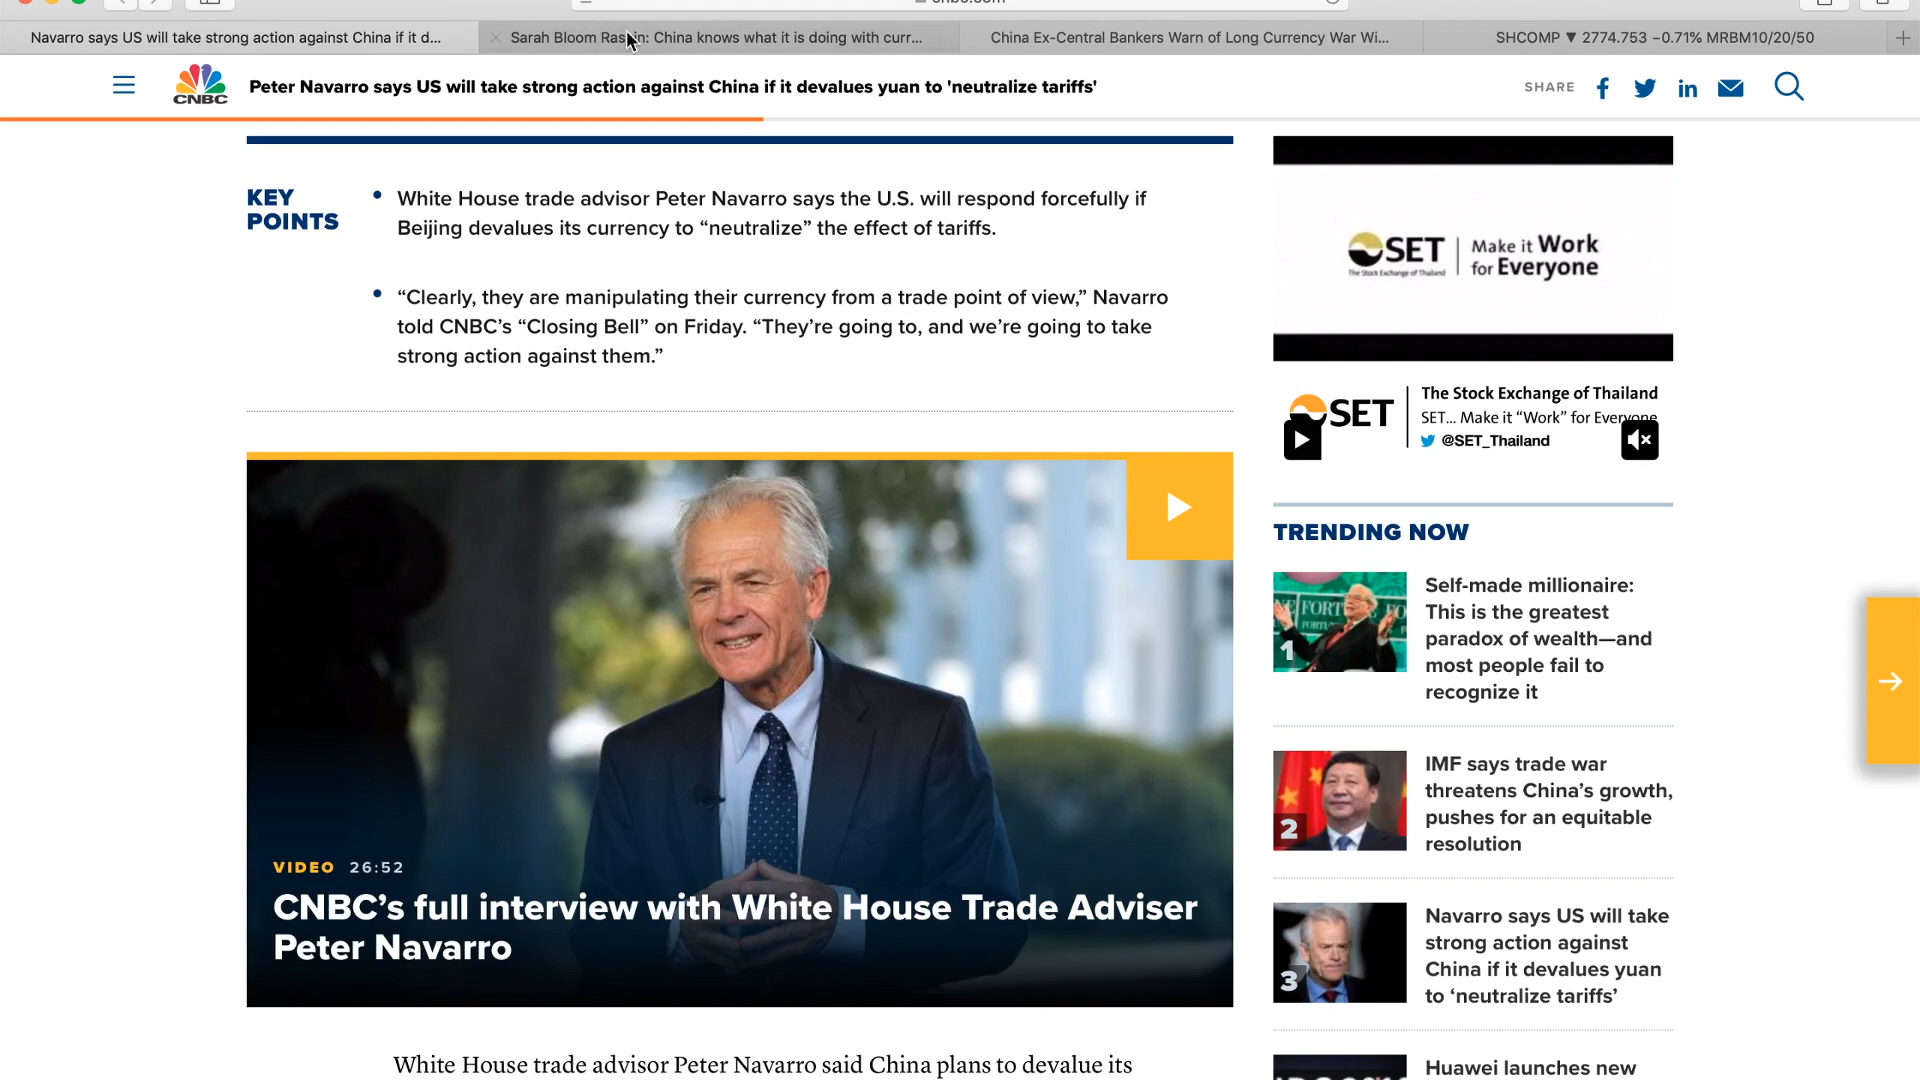 Navarro says US will take strong action against China if it d...
Sarah Bloom Raskin: China knows what it is doing with curr...
China Ex-Central Bankers Warn of Long Currency War Wi...
SHCOMP ▼ 2774.753 −0.71% MRBM10/20/50
CNBC
Peter Navarro says US will take strong action against China if it devalues yuan to 'neutralize tariffs'
SHARE
KEY
POINTS
• White House trade advisor Peter Navarro says the U.S. will respond forcefully if
Beijing devalues its currency to “neutralize” the effect of tariffs.
• “Clearly, they are manipulating their currency from a trade point of view,” Navarro
told CNBC’s “Closing Bell” on Friday. “They’re going to, and we’re going to take
strong action against them.”
VIDEO 26:52
CNBC’s full interview with White House Trade Adviser
Peter Navarro
White House trade advisor Peter Navarro said China plans to devalue its
SET
The Stock Exchange of Thailand
Make it Work
for Everyone
SET
The Stock Exchange of Thailand
SET... Make it “Work” for Everyone
@SET_Thailand
TRENDING NOW
1
Self-made millionaire:
This is the greatest
paradox of wealth—and
most people fail to
recognize it
2
IMF says trade war
threatens China’s growth,
pushes for an equitable
resolution
3
Navarro says US will take
strong action against
China if it devalues yuan
to ‘neutralize tariffs’
Huawei launches new